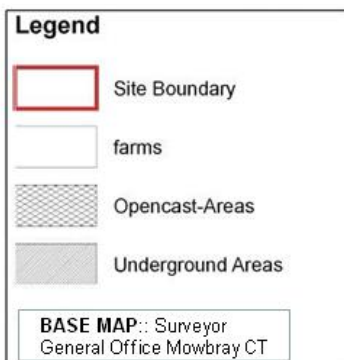 Legend
Site Boundary
farms
Opencast-Areas
Underground Areas
BASE MAP:: Surveyor
General Office Mowbray CT